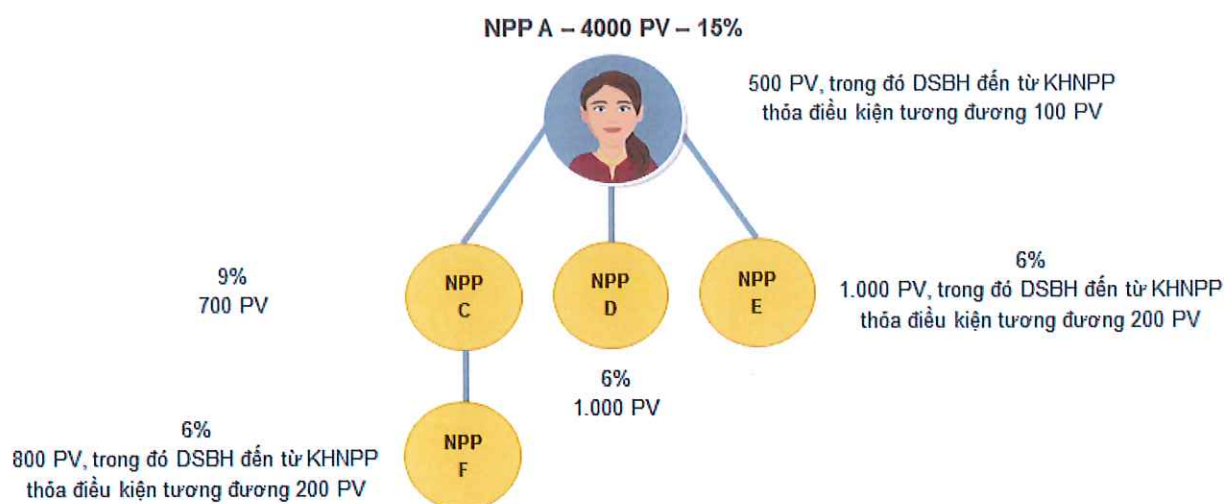 NPP A – 4000 PV – 15%
500 PV, trong đó DSBH đến từ KHNPP
thỏa điều kiện tương đương 100 PV
9%
700 PV
NPP
C
NPP
D
NPP
E
6%
1.000 PV, trong đó DSBH đến từ KHNPP
thỏa điều kiện tương đương 200 PV
6%
1.000 PV
6%
800 PV, trong đó DSBH đến từ KHNPP
thỏa điều kiện tương đương 200 PV
NPP
F